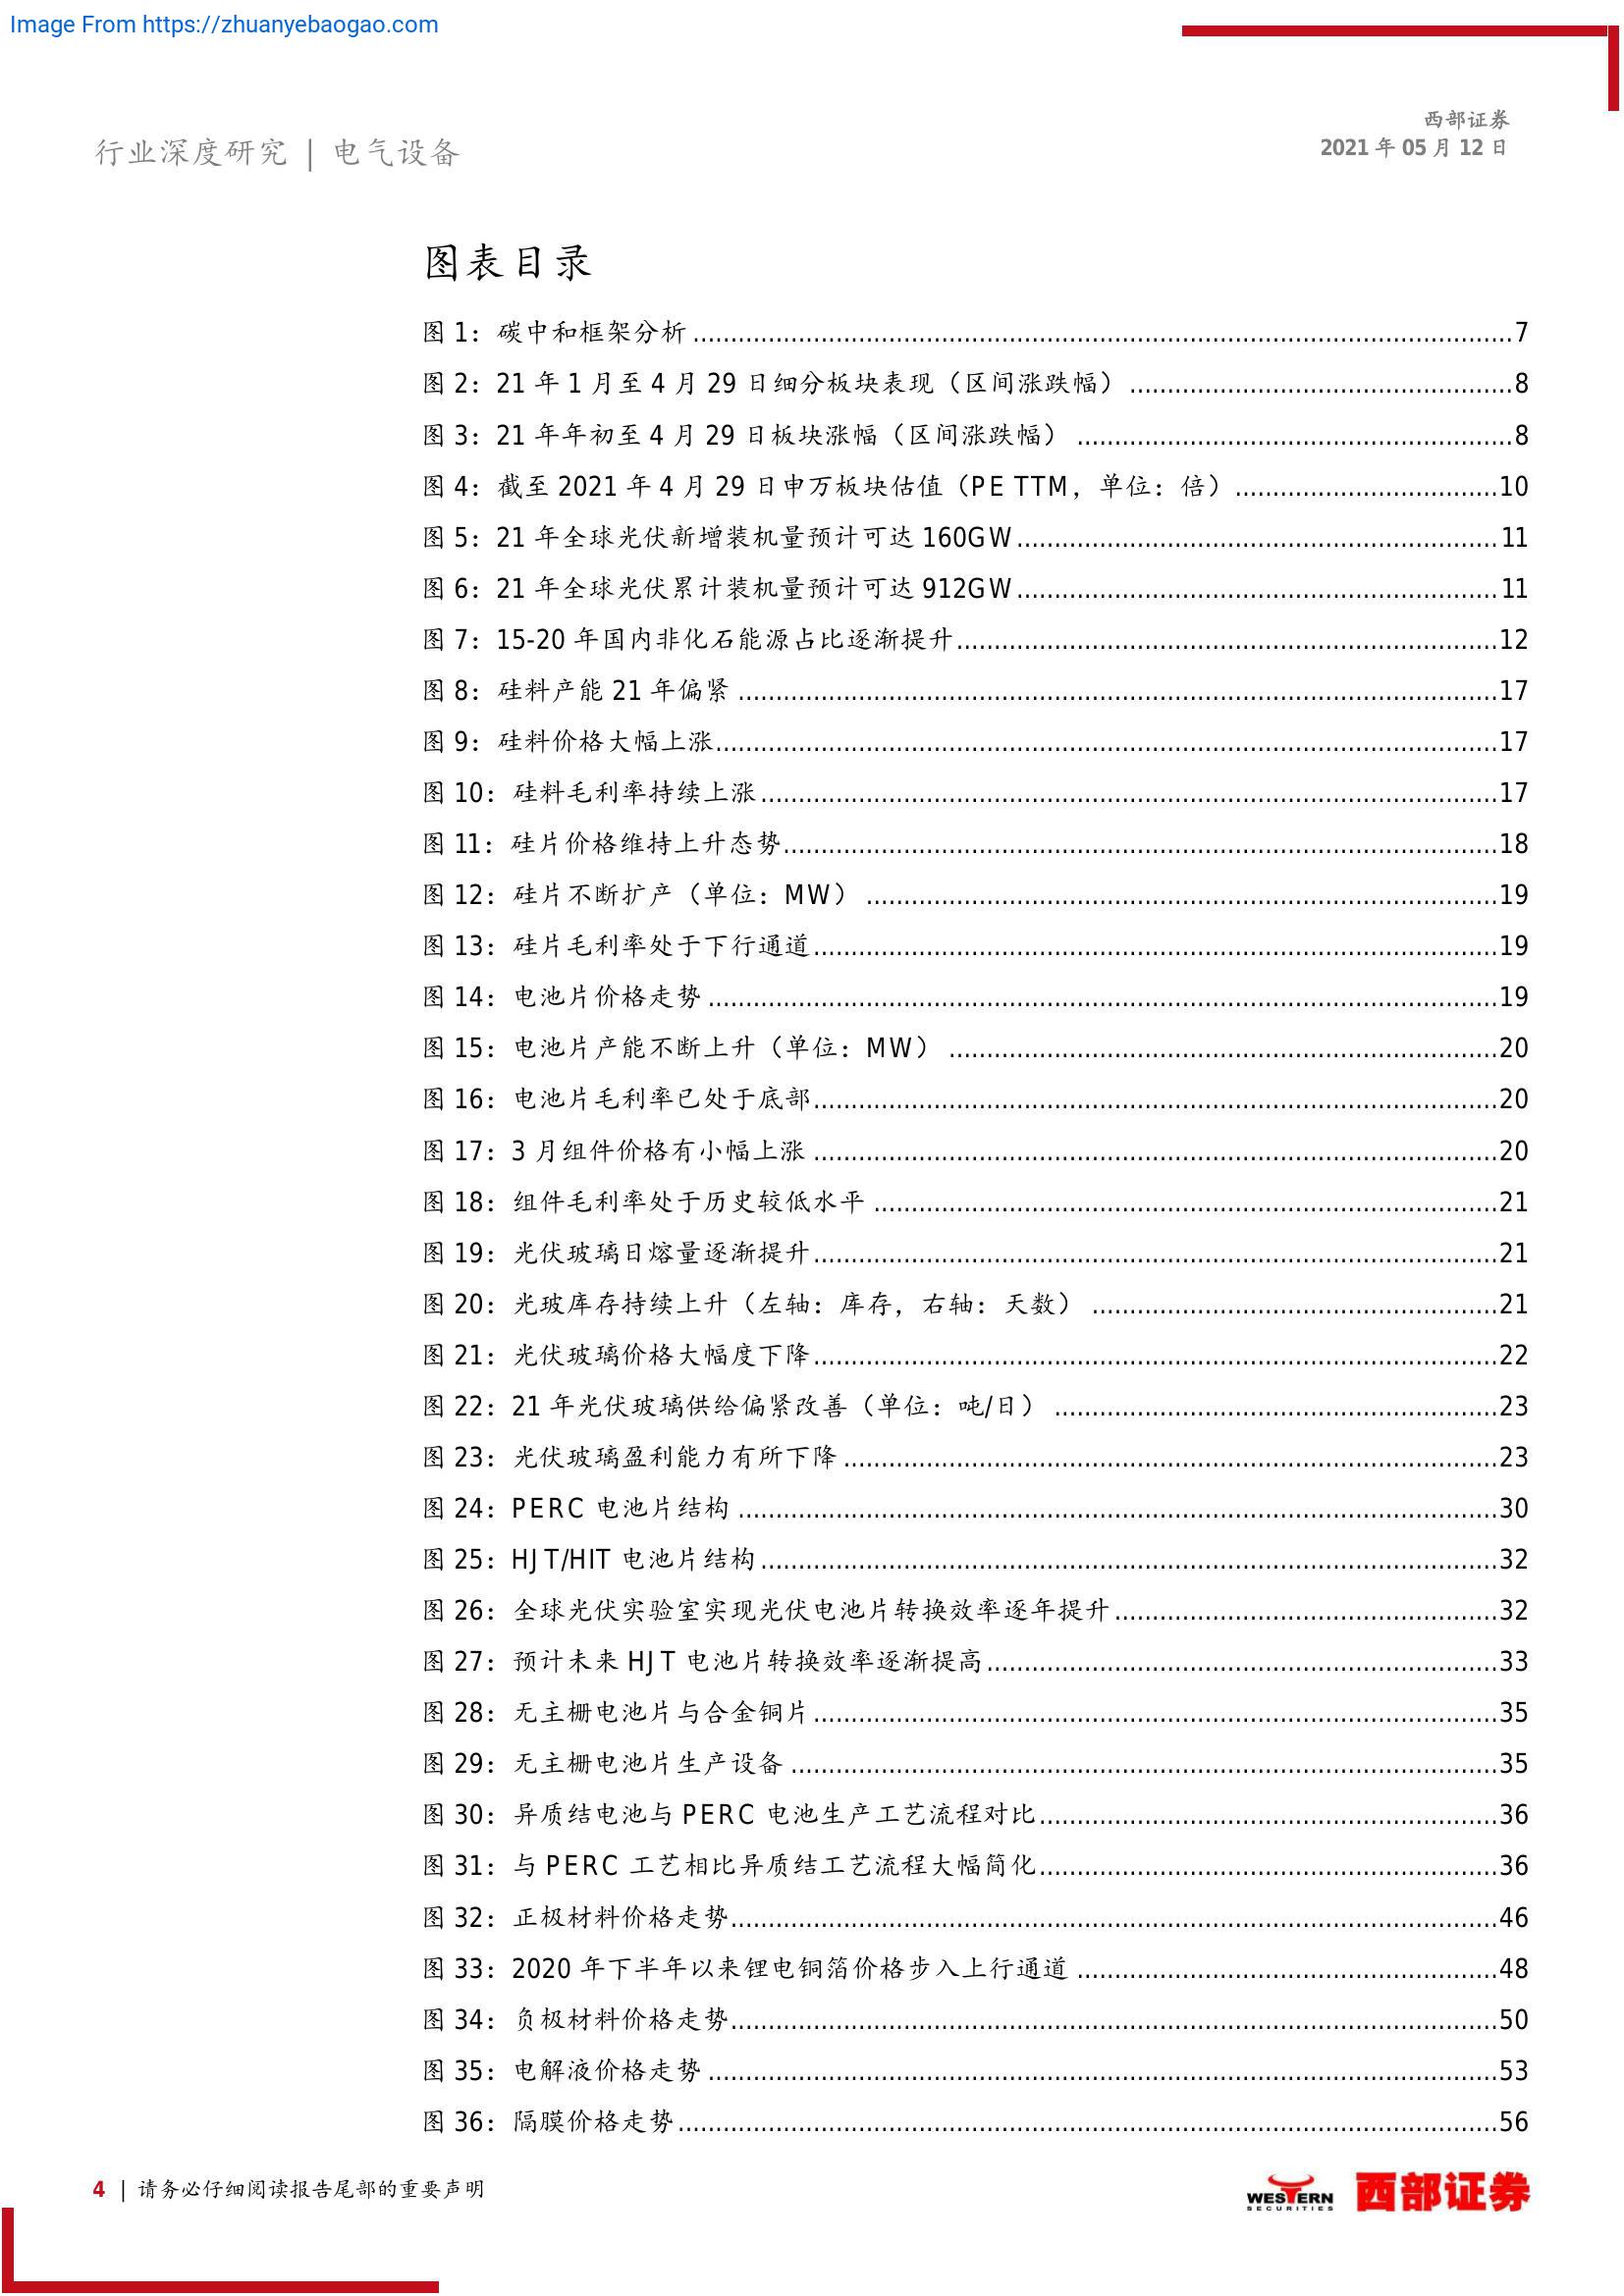 Image From https://zhuanyebaogao.com
西部证券
行业深度研究 | 电气设备
2021 年 05 月 12 日
图表目录
图 1：碳中和框架分析........7
图 2：21 年 1 月至 4 月 29 日细分板块表现（区间涨跌幅）........8
图 3：21 年年初至 4 月 29 日板块涨幅（区间涨跌幅）........8
图 4：截至 2021 年 4 月 29 日申万板块估值（PE TTM，单位：倍）........10
图 5：21 年全球光伏新增装机量预计可达 160GW........11
图 6：21 年全球光伏累计装机量预计可达 912GW........11
图 7：15-20 年国内非化石能源占比逐渐提升........12
图 8：硅料产能 21 年偏紧........17
图 9：硅料价格大幅上涨........17
图 10：硅料毛利率持续上涨........17
图 11：硅片价格维持上升态势........18
图 12：硅片不断扩产（单位：MW）........19
图 13：硅片毛利率处于下行通道........19
图 14：电池片价格走势........19
图 15：电池片产能不断上升（单位：MW）........20
图 16：电池片毛利率已处于底部........20
图 17：3 月组件价格有小幅上涨........20
图 18：组件毛利率处于历史较低水平........21
图 19：光伏玻璃日熔量逐渐提升........21
图 20：光玻库存持续上升（左轴：库存，右轴：天数）........21
图 21：光伏玻璃价格大幅度下降........22
图 22：21 年光伏玻璃供给偏紧改善（单位：吨/日）........23
图 23：光伏玻璃盈利能力有所下降........23
图 24：PERC 电池片结构........30
图 25：HJT/HIT 电池片结构........32
图 26：全球光伏实验室实现光伏电池片转换效率逐年提升........32
图 27：预计未来 HJT 电池片转换效率逐渐提高........33
图 28：无主栅电池片与合金铜片........35
图 29：无主栅电池片生产设备........35
图 30：异质结电池与 PERC 电池生产工艺流程对比........36
图 31：与 PERC 工艺相比异质结工艺流程大幅简化........36
图 32：正极材料价格走势........46
图 33：2020 年下半年以来锂电铜箔价格步入上行通道........48
图 34：负极材料价格走势........50
图 35：电解液价格走势........53
图 36：隔膜价格走势........56
4 | 请务必仔细阅读报告尾部的重要声明
WESTERN SECURITIES 西部证券